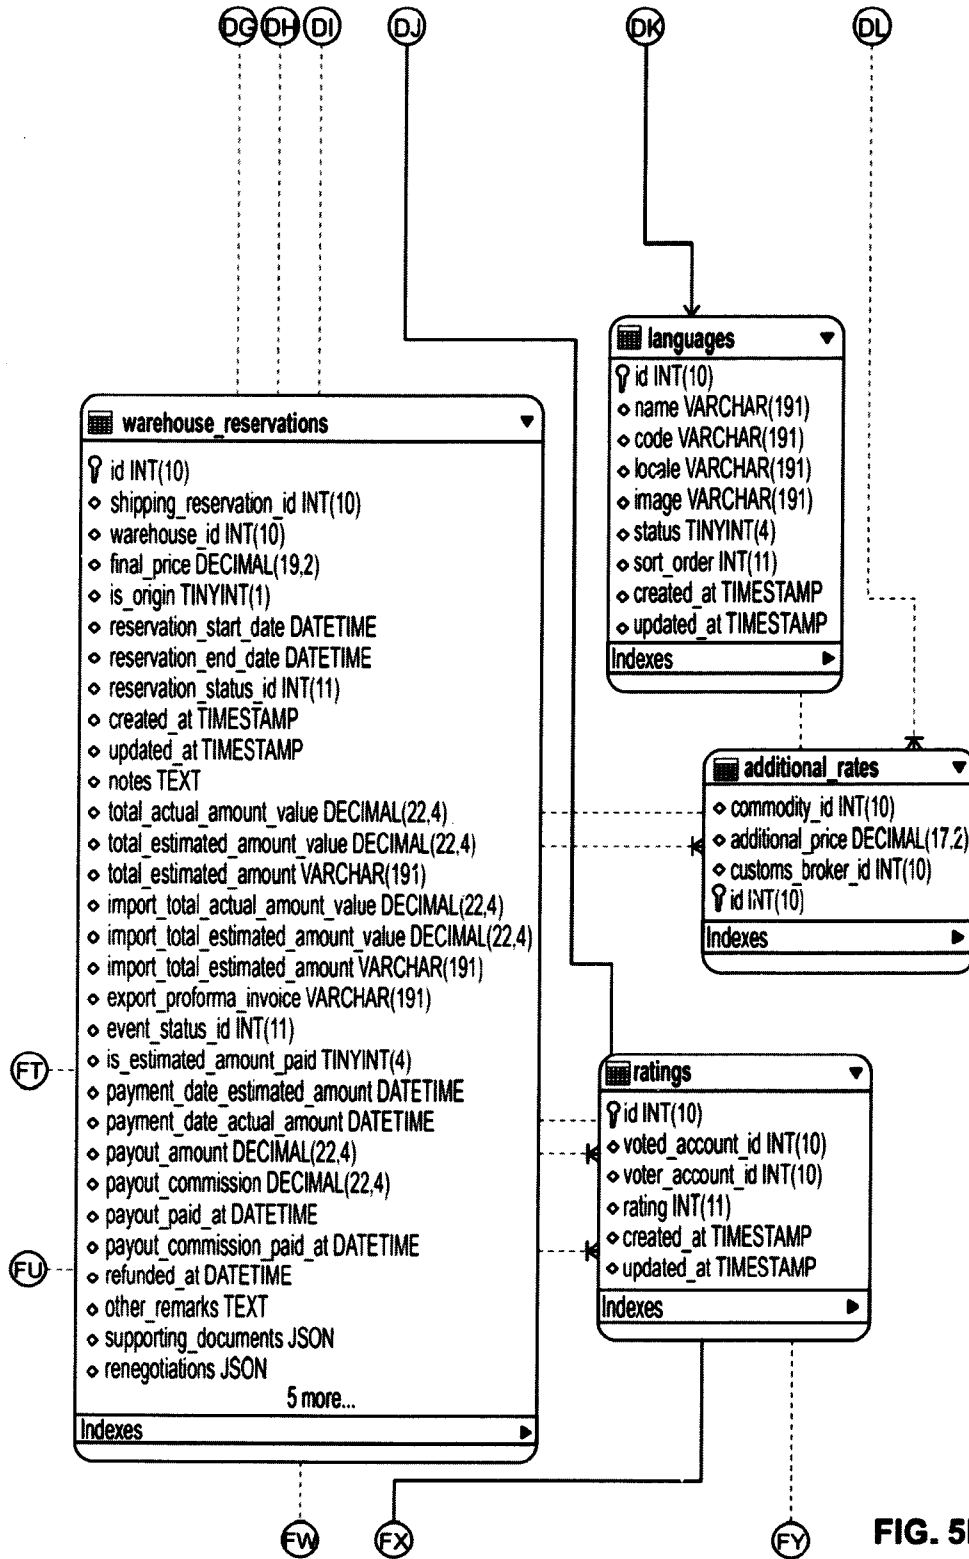 DG DH DI DJ DK DL
languages
id INT(10)
name VARCHAR(191)
code VARCHAR(191)
locale VARCHAR(191)
image VARCHAR(191)
status TINYINT(4)
sort_order INT(11)
created_at TIMESTAMP
updated_at TIMESTAMP
Indexes
warehouse_reservations
id INT(10)
shipping_reservation_id INT(10)
warehouse_id INT(10)
final_price DECIMAL(19,2)
is_origin TINYINT(1)
reservation_start_date DATETIME
reservation_end_date DATETIME
reservation_status_id INT(11)
created_at TIMESTAMP
updated_at TIMESTAMP
notes TEXT
total_actual_amount_value DECIMAL(22,4)
total_estimated_amount_value DECIMAL(22,4)
total_estimated_amount VARCHAR(191)
import_total_actual_amount_value DECIMAL(22,4)
import_total_estimated_amount_value DECIMAL(22,4)
import_total_estimated_amount VARCHAR(191)
export_proforma_invoice VARCHAR(191)
event_status_id INT(11)
is_estimated_amount_paid TINYINT(4)
payment_date_estimated_amount DATETIME
payment_date_actual_amount DATETIME
payout_amount DECIMAL(22,4)
payout_commission DECIMAL(22,4)
payout_paid_at DATETIME
payout_commission_paid_at DATETIME
refunded_at DATETIME
other_remarks TEXT
supporting_documents JSON
renegotiations JSON
5 more...
Indexes
additional_rates
commodity_id INT(10)
additional_price DECIMAL(17,2)
customs_broker_id INT(10)
id INT(10)
Indexes
FT
FU
ratings
id INT(10)
voted_account_id INT(10)
voter_account_id INT(10)
rating INT(11)
created_at TIMESTAMP
updated_at TIMESTAMP
Indexes
FW FX FY
FIG.